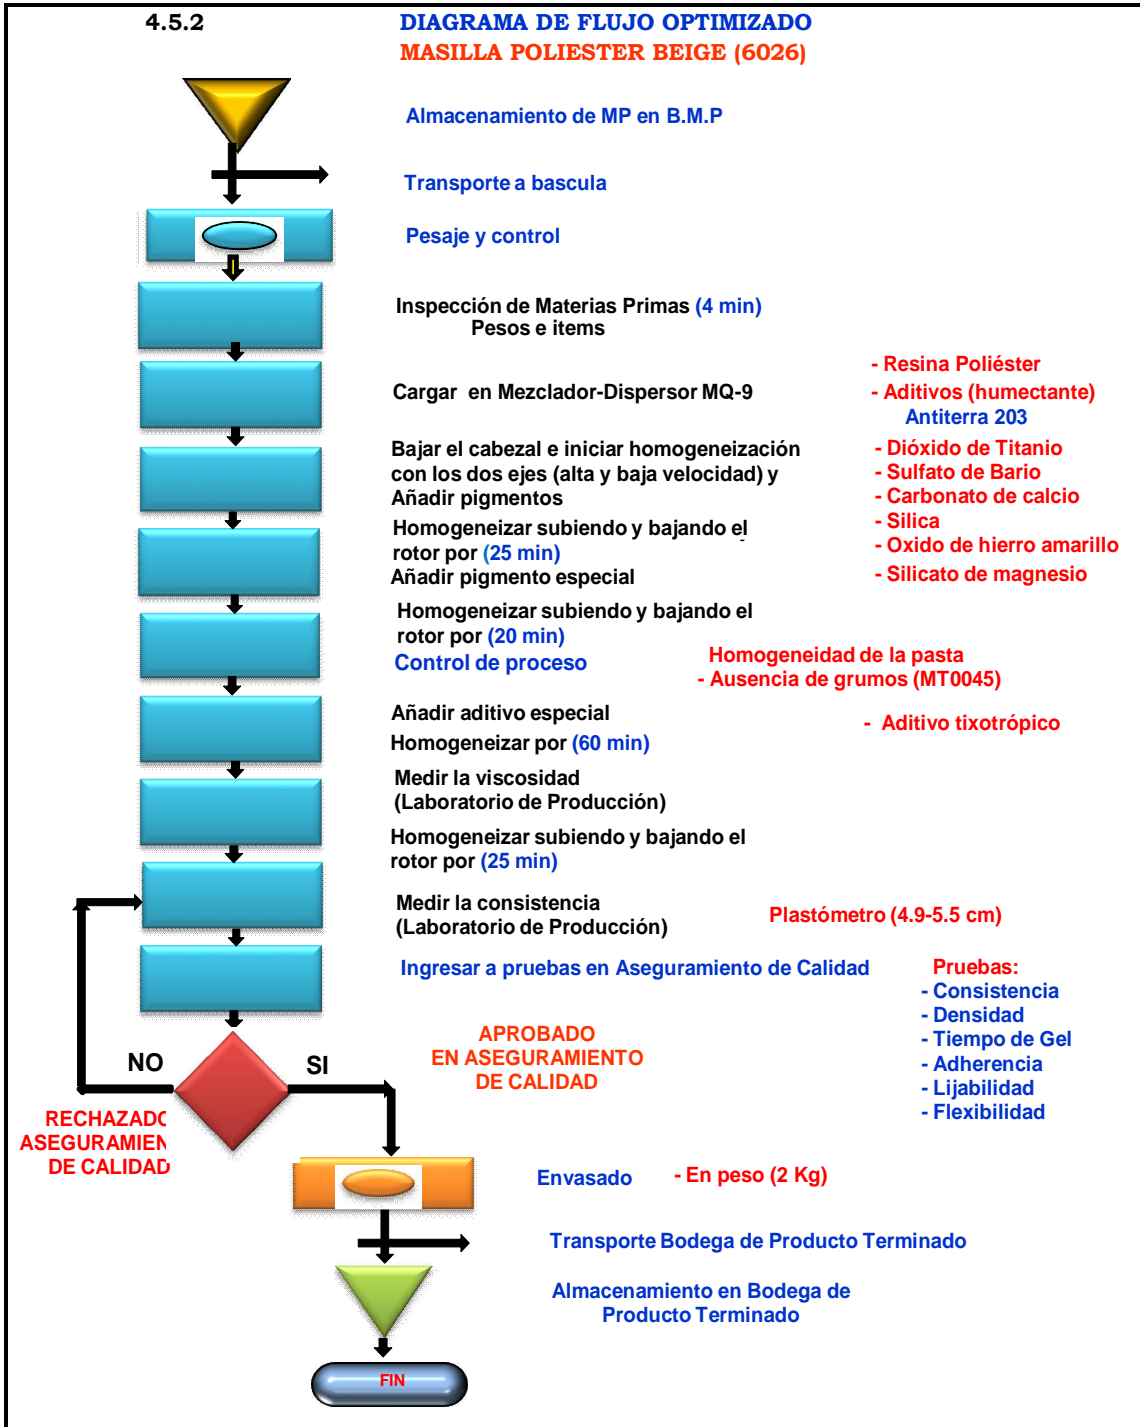 4.5.2 DIAGRAMA DE FLUJO OPTIMIZADO
MASILLA POLIESTER BEIGE (6026)
Almacenamiento de MP en B.M.P
Transporte a bascula
Pesaje y control
Inspección de Materias Primas (4 min)
Pesos e items
Cargar en Mezclador-Dispersor MQ-9
- Resina Poliéster
- Aditivos (humectante)
Antiterra 203
Bajar el cabezal e iniciar homogeneización
con los dos ejes (alta y baja velocidad) y
Añadir pigmentos
- Dióxido de Titanio
- Sulfato de Bario
- Carbonato de calcio
- Silica
- Oxido de hierro amarillo
- Silicato de magnesio
Homogeneizar subiendo y bajando el
rotor por (25 min)
Añadir pigmento especial
Homogeneizar subiendo y bajando el
rotor por (20 min)
Control de proceso
Homogeneidad de la pasta
- Ausencia de grumos (MT0045)
Añadir aditivo especial
- Aditivo tixotrópico
Homogeneizar por (60 min)
Medir la viscosidad
(Laboratorio de Producción)
Homogeneizar subiendo y bajando el
rotor por (25 min)
Medir la consistencia
(Laboratorio de Producción)
Plastómetro (4.9-5.5 cm)
Ingresar a pruebas en Aseguramiento de Calidad
Pruebas:
- Consistencia
- Densidad
- Tiempo de Gel
- Adherencia
- Lijabilidad
- Flexibilidad
APROBADO
EN ASEGURAMIENTO
DE CALIDAD
NO
SI
RECHAZADO
ASEGURAMIEN
DE CALIDAD
Envasado - En peso (2 Kg)
Transporte Bodega de Producto Terminado
Almacenamiento en Bodega de
Producto Terminado
FIN